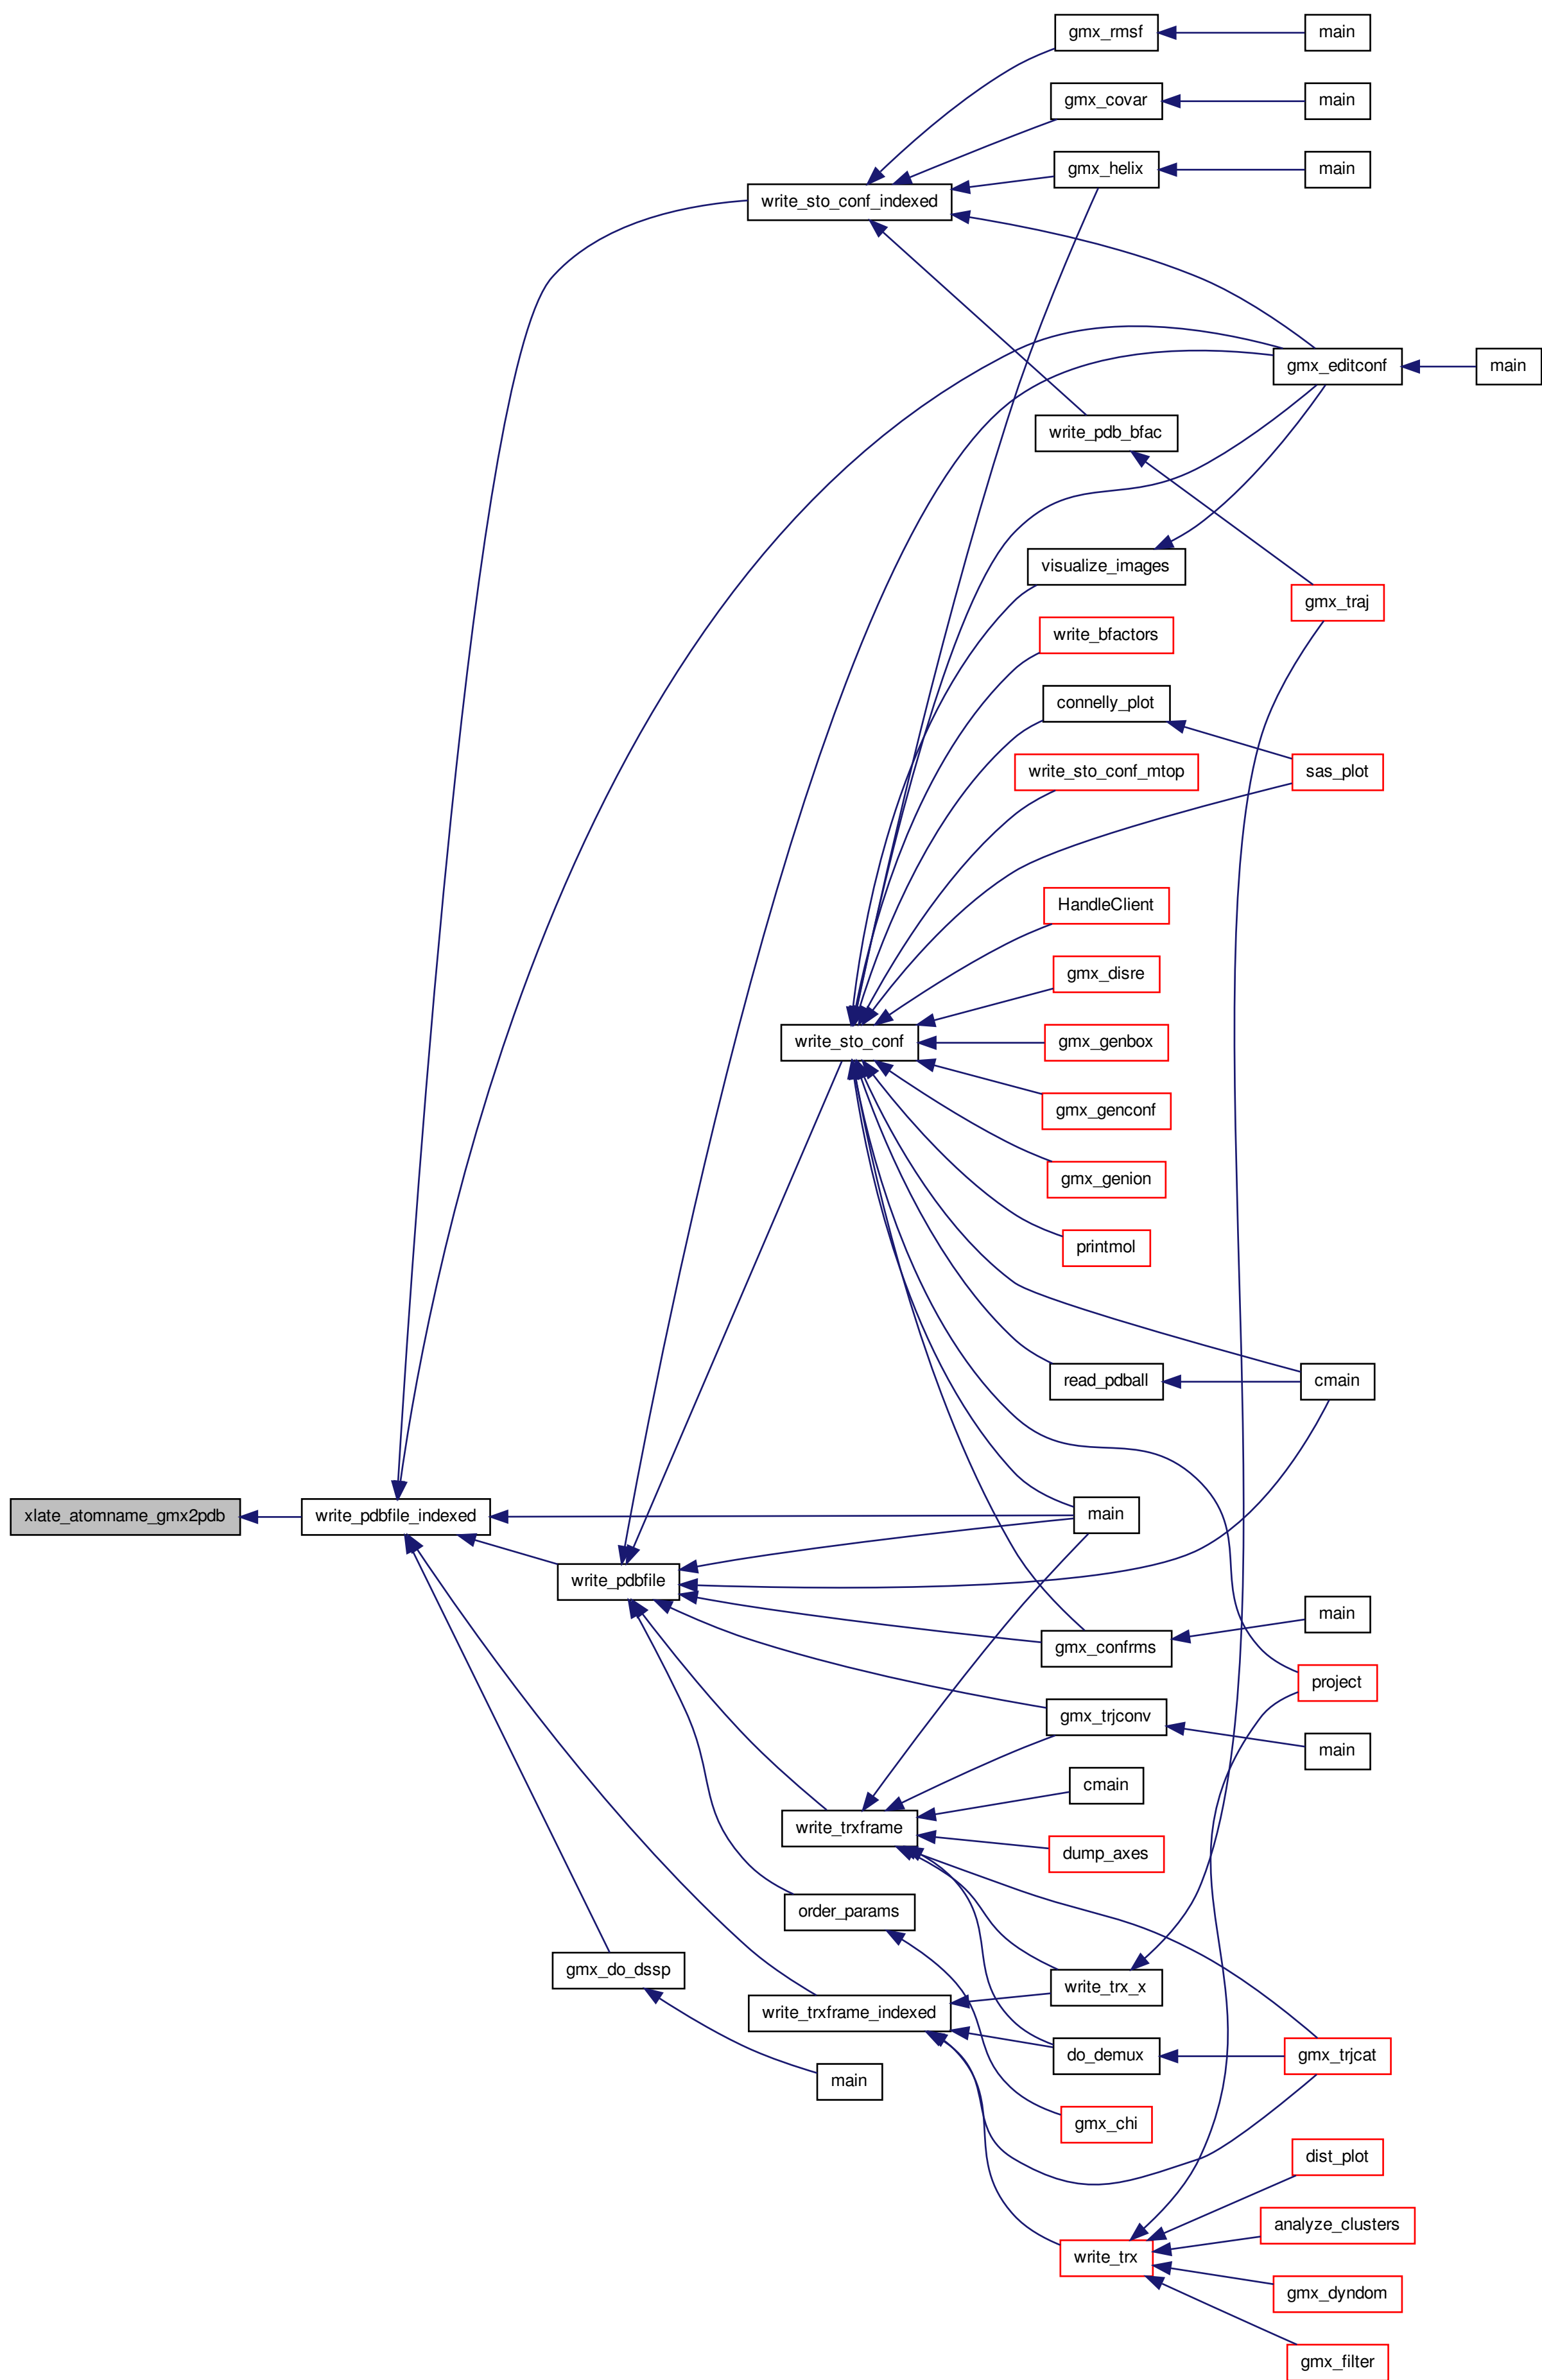 gmx_rmsf
main
gmx_covar
main
gmx_helix
main
write_sto_conf_indexed
gmx_editconf
main
write_pdb_bfac
visualize_images
gmx_traj
write_bfactors
connelly_plot
write_sto_conf_mtop
sas_plot
HandleClient
gmx_disre
write_sto_conf
gmx_genbox
gmx_genconf
gmx_genion
printmol
read_pdball
cmain
xlate_atomname_gmx2pdb
write_pdbfile_indexed
main
write_pdbfile
main
gmx_confrms
project
gmx_trjconv
main
cmain
write_trxframe
dump_axes
order_params
gmx_do_dssp
write_trx_x
write_trxframe_indexed
do_demux
gmx_trjcat
main
gmx_chi
dist_plot
analyze_clusters
write_trx
gmx_dyndom
gmx_filter